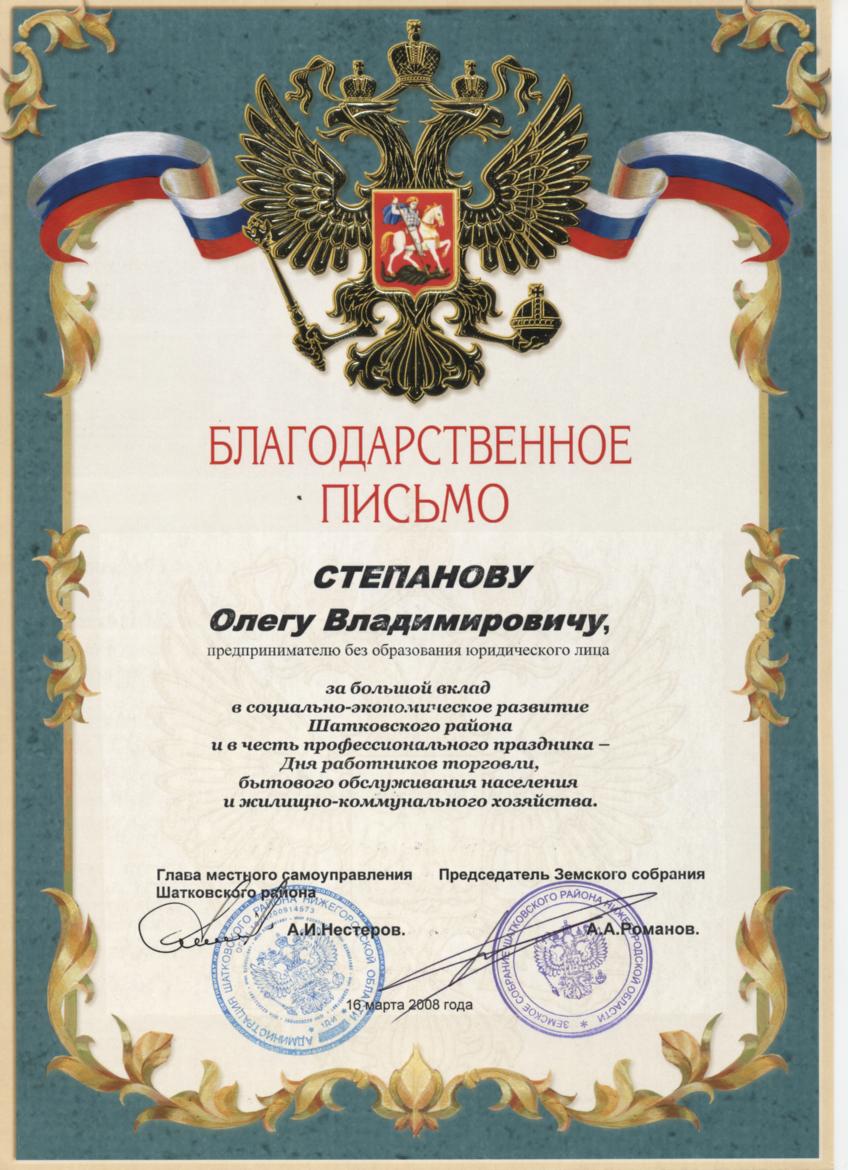 БЛАГОДАРСТВЕННОЕ
ПИСЬМО
СТЕПАНОВУ
Олегу Владимировичу,
предпринимателю без образования юридического лица
за большой вклад
в социально-экономическое развитие
Шатковского района
и в честь профессионального праздника –
Дня работников торговли,
бытового обслуживания населения
и жилищно-коммунального хозяйства.
Глава местного самоуправления
Шатковского района
А.И.Нестеров.
Председатель Земского собрания
А.А.Романов.
16 марта 2008 года
АДМИНИСТРАЦИЯ ШАТКОВСКОГО РАЙОНА НИЖЕГОРОДСКОЙ ОБЛАСТИ
ЗЕМСКОЕ СОБРАНИЕ ШАТКОВСКОГО РАЙОНА НИЖЕГОРОДСКОЙ ОБЛАСТИ